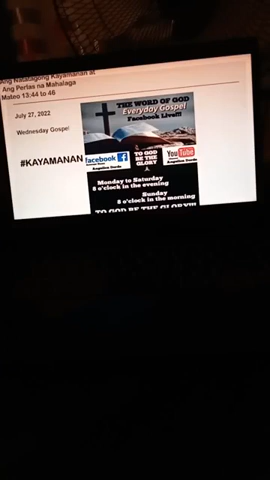 Ang Natatagong Kayamanan at
Ang Perlas na Mahalaga
Mateo 13:44 to 46
July 27, 2022
Wednesday Gospel
#KAYAMANAN
THE WORD OF GOD
Everyday Gospel
Facebook Live!!!
facebook
TO GOD
BE THE
GLORY
YouTube
Monday to Saturday
8 o'clock in the evening
Sunday
8 o'clock in the morning
TO GOD BE THE GLORY!!!